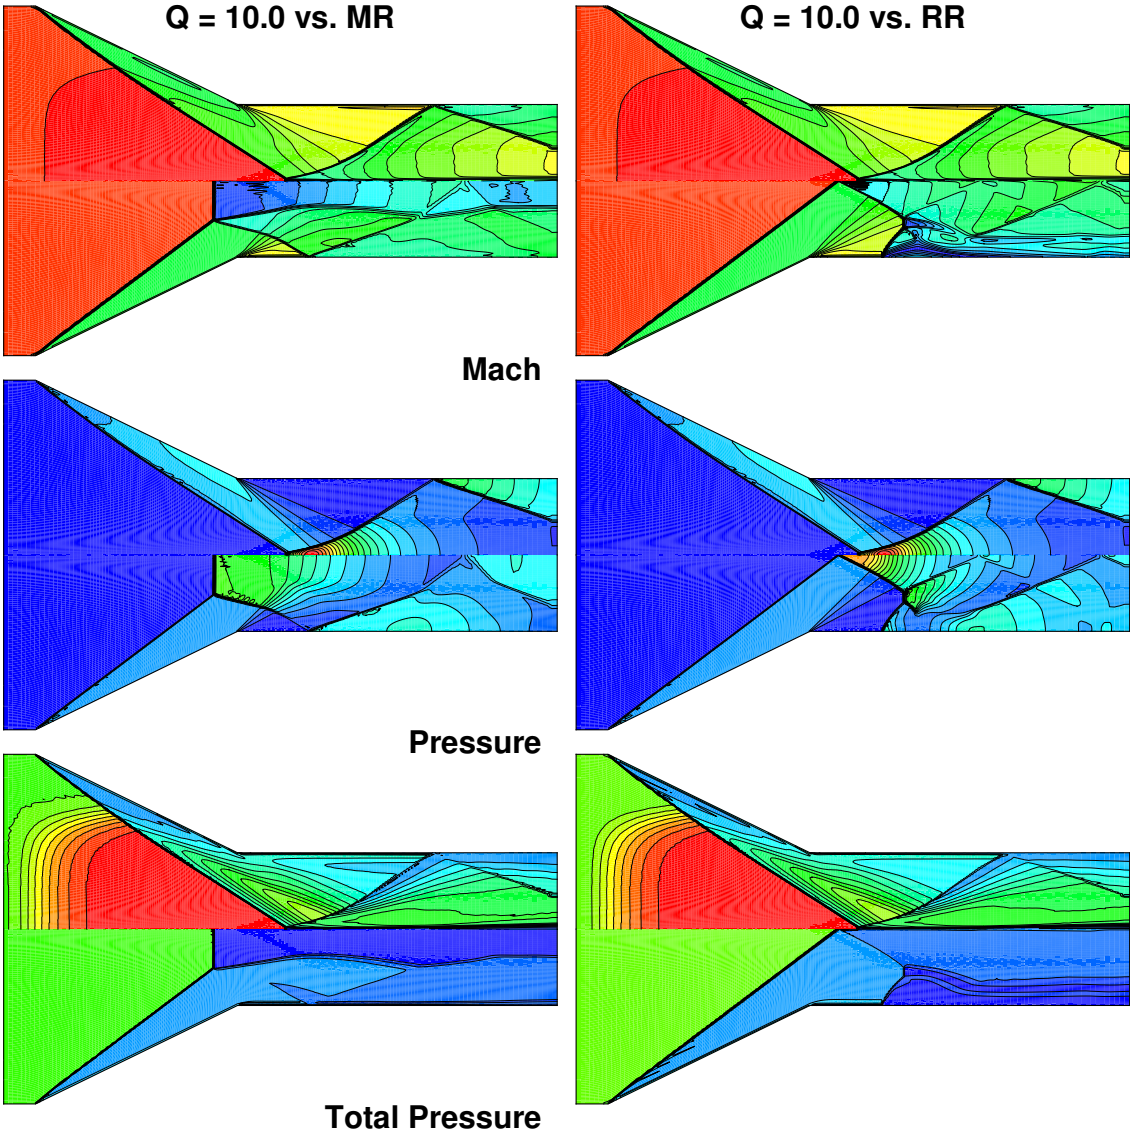 Q = 10.0 vs. MR
Q = 10.0 vs. RR
Mach
Pressure
Total Pressure